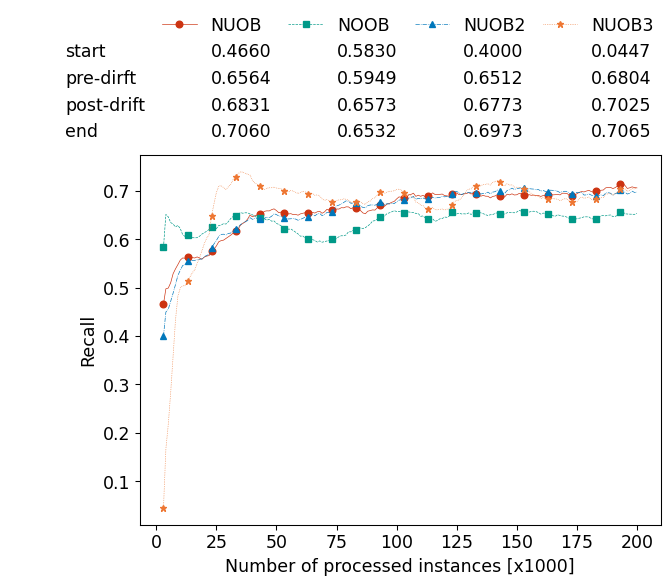 NUOB NOOB NUOB2 NUOB3
start 0.4660 0.5830 0.4000 0.0447
pre-dirft 0.6564 0.5949 0.6512 0.6804
post-drift 0.6831 0.6573 0.6773 0.7025
end 0.7060 0.6532 0.6973 0.7065
0.7
0.6
0.5
0.4
0.3
0.2
0.1
Recall
0 25 50 75 100 125 150 175 200
Number of processed instances [x1000]